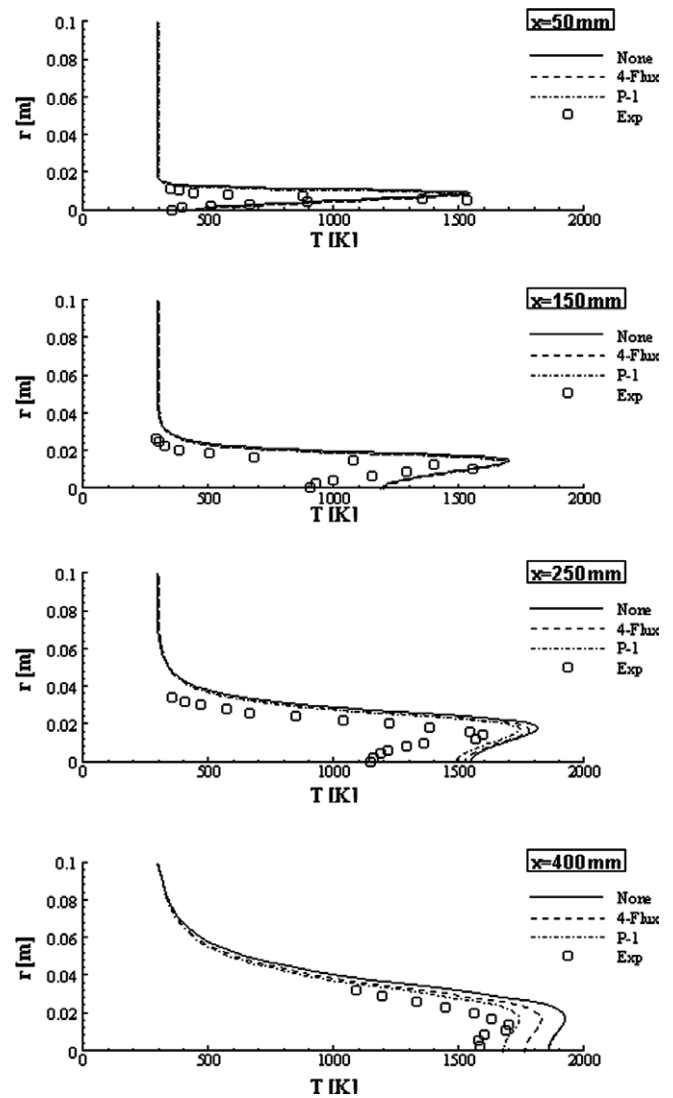 x=50mm
None
4-Flux
P-1
Exp
r [m]
0.1
0.08
0.06
0.04
0.02
0
0 500 1000 1500 2000
T [K]
x=150mm
None
4-Flux
P-1
Exp
r [m]
0.1
0.08
0.06
0.04
0.02
0
0 500 1000 1500 2000
T [K]
x=250mm
None
4-Flux
P-1
Exp
r [m]
0.1
0.08
0.06
0.04
0.02
0
0 500 1000 1500 2000
T [K]
x=400mm
None
4-Flux
P-1
Exp
r [m]
0.1
0.08
0.06
0.04
0.02
0
0 500 1000 1500 2000
T [K]